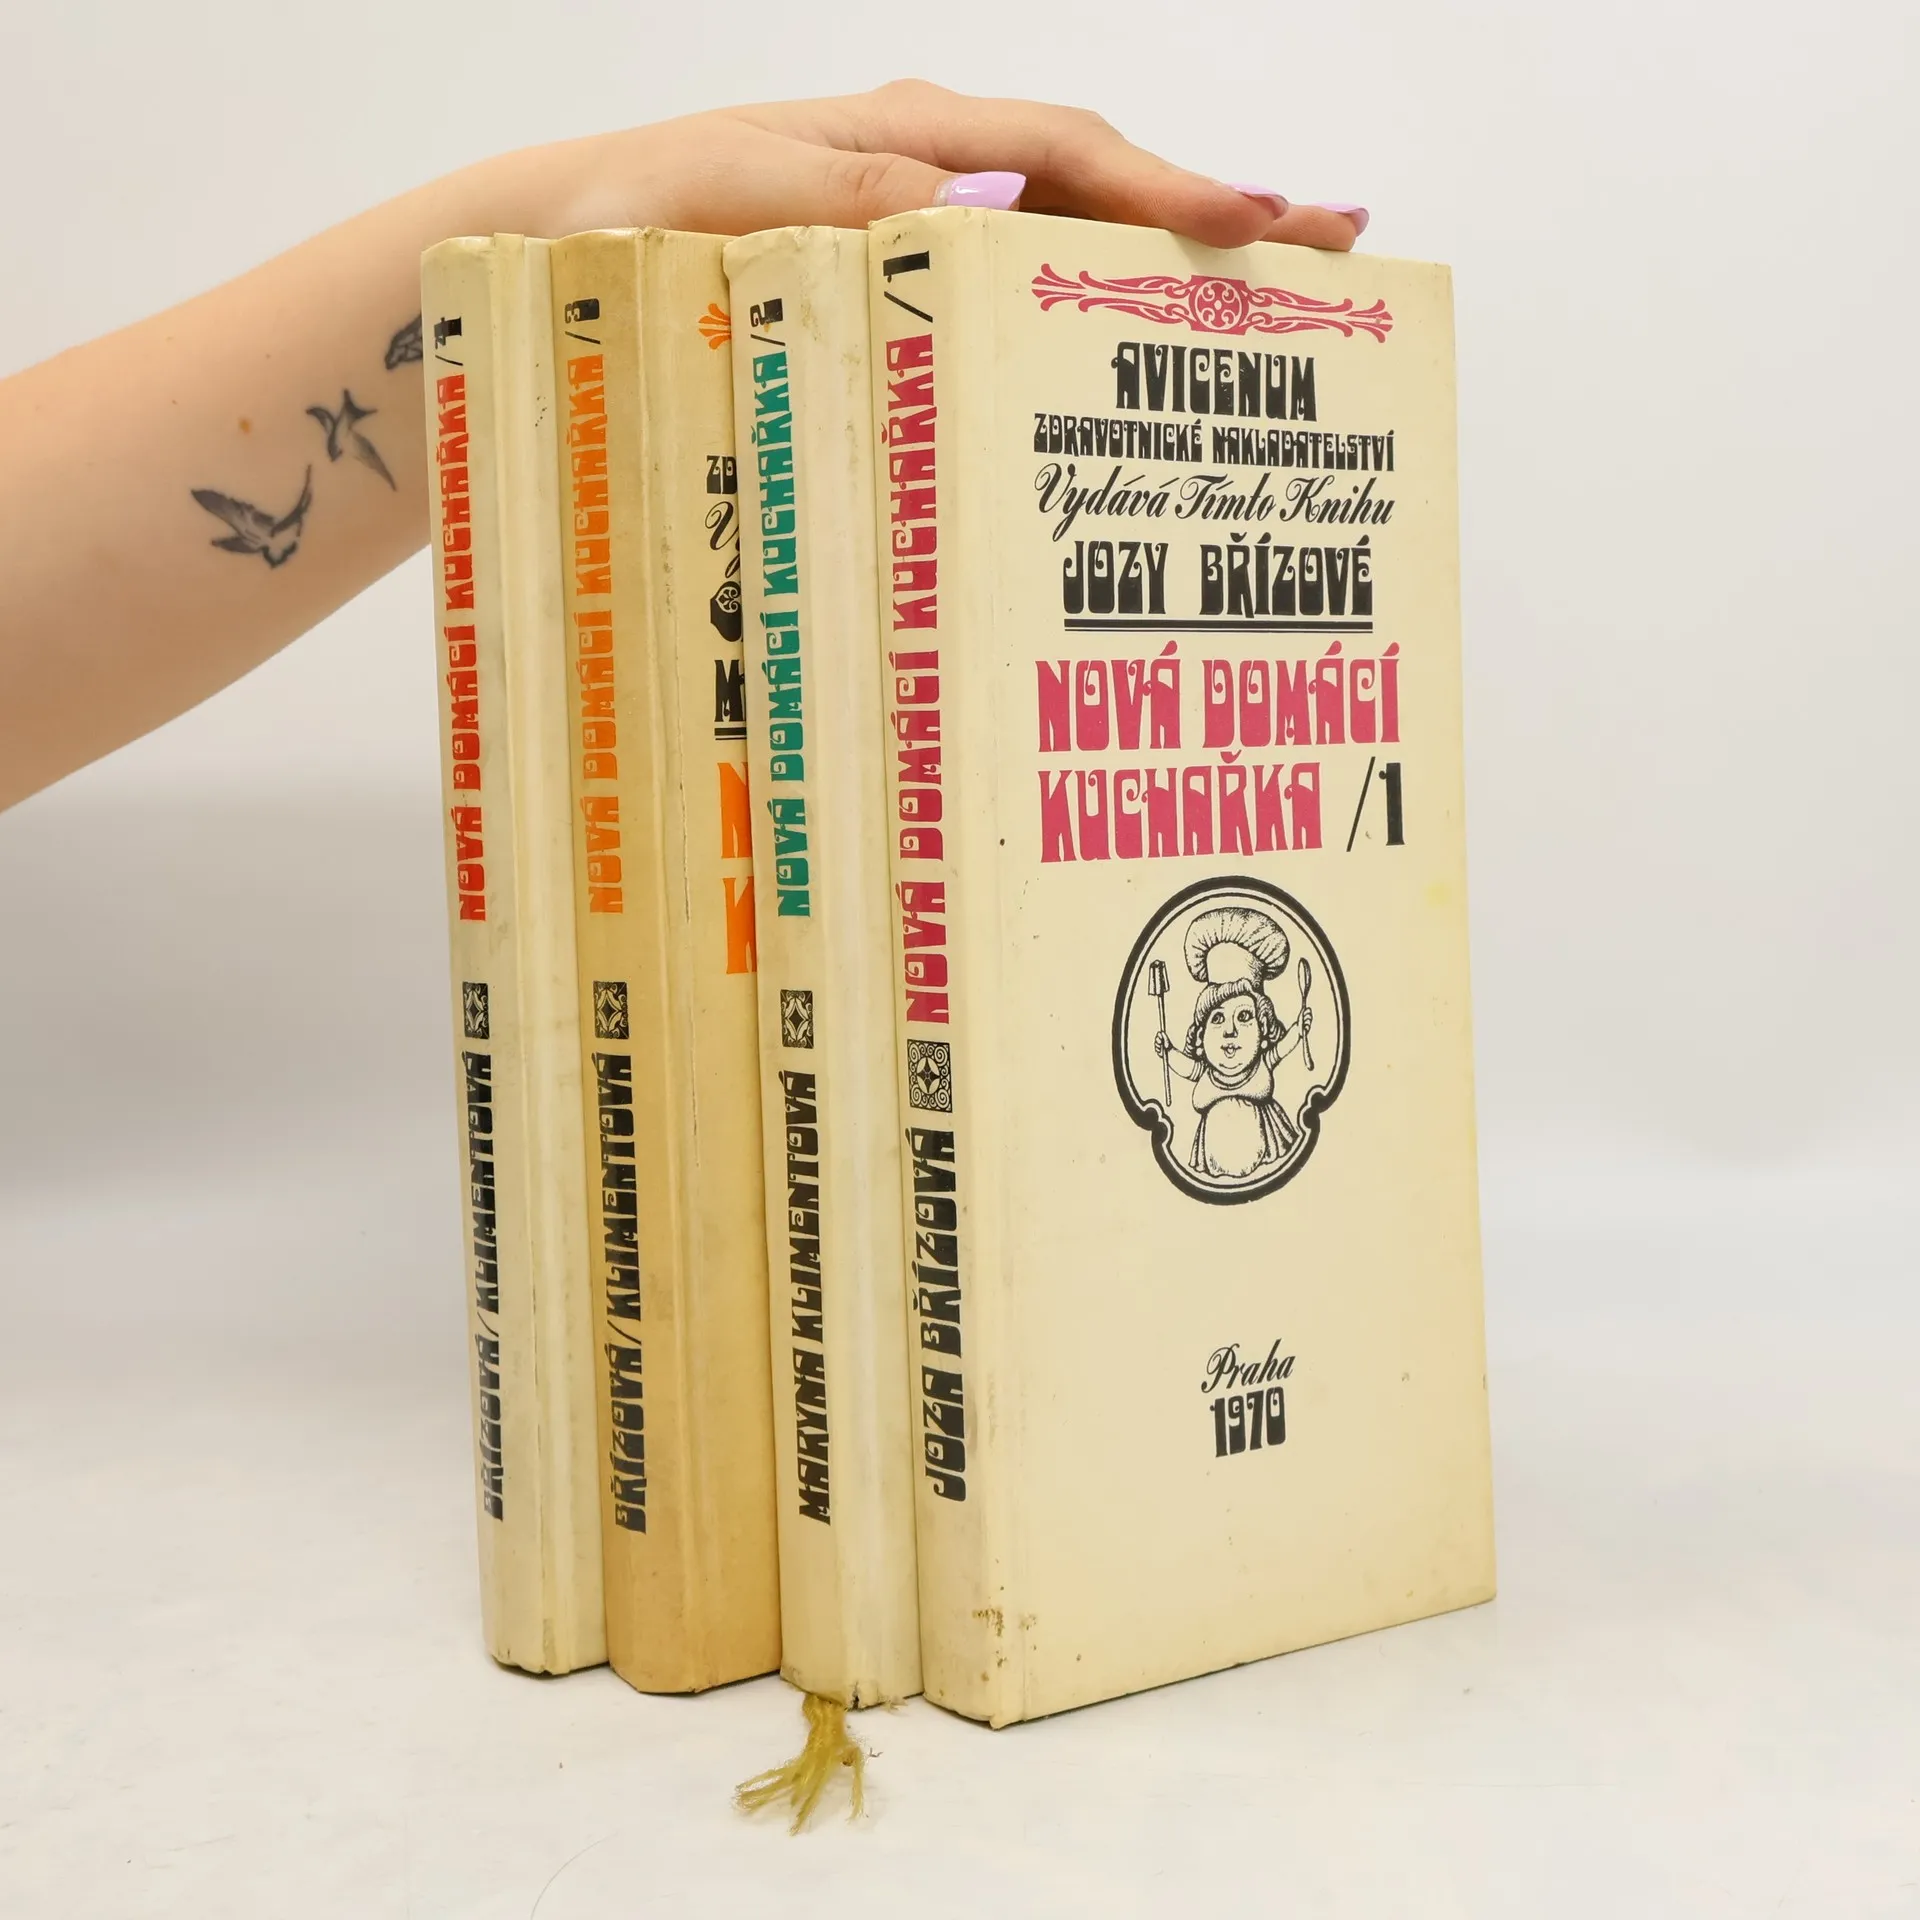 NOVÁ DOMÁCÍ KUCHAŘKA/4
BŘÍZOVÁ/KLIMENTOVÁ
NOVÁ DOMÁCÍ KUCHAŘKA/3
BŘÍZOVÁ/KLIMENTOVÁ
ZD
V
M
N
K
NOVÁ DOMÁCÍ KUCHAŘKA/2
MARYNA KLIMENTOVÁ
NOVÁ DOMÁCÍ KUCHAŘKA/1
JOZA BŘÍZOVÁ
AVICENUM
ZDRAVOTNICKÉ NAKLADATELSTVÍ
Vydává Tímto Knihu
JOZY BŘÍZOVÉ
NOVÁ DOMÁCÍ
KUCHAŘKA /1
Praha
1970